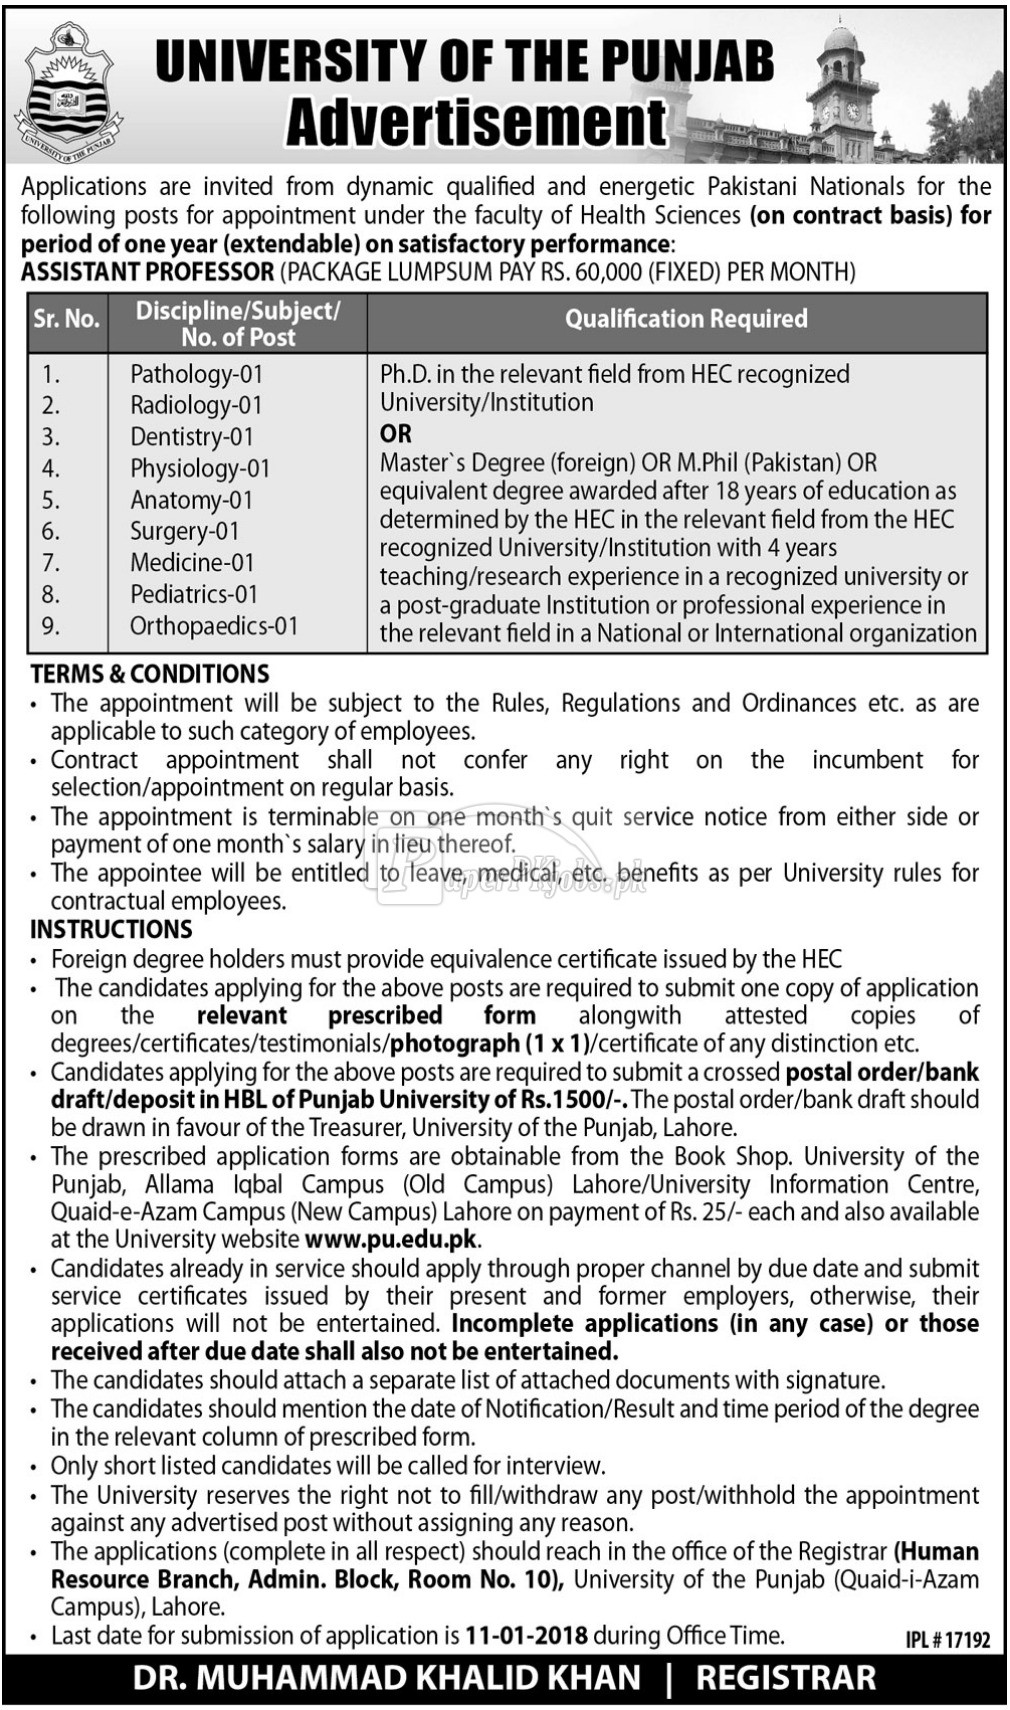 UNIVERSITY OF THE PUNJAB
Advertisement
UNIVERSITY OF THE PUNJAB
Applications are invited from dynamic qualified and energetic Pakistani Nationals for the
following posts for appointment under the faculty of Health Sciences (on contract basis) for
period of one year (extendable) on satisfactory performance:
ASSISTANT PROFESSOR (PACKAGE LUMPSUM PAY RS. 60,000 (FIXED) PER MONTH)
Sr. No.
Discipline/Subject/
No. of Post
Qualification Required
1. Pathology-01
2. Radiology-01
3. Dentistry-01
4. Physiology-01
5. Anatomy-01
6. Surgery-01
7. Medicine-01
8. Pediatrics-01
9. Orthopaedics-01
Ph.D. in the relevant field from HEC recognized
University/Institution
OR
Master`s Degree (foreign) OR M.Phil (Pakistan) OR
equivalent degree awarded after 18 years of education as
determined by the HEC in the relevant field from the HEC
recognized University/Institution with 4 years
teaching/research experience in a recognized university or
a post-graduate Institution or professional experience in
the relevant field in a National or International organization
TERMS & CONDITIONS
• The appointment will be subject to the Rules, Regulations and Ordinances etc. as are
applicable to such category of employees.
• Contract appointment shall not confer any right on the incumbent for
selection/appointment on regular basis.
• The appointment is terminable on one month`s quit service notice from either side or
payment of one month`s salary in lieu thereof.
• The appointee will be entitled to leave, medical, etc. benefits as per University rules for
contractual employees.
PaperPKjobs.pk
INSTRUCTIONS
• Foreign degree holders must provide equivalence certificate issued by the HEC
• The candidates applying for the above posts are required to submit one copy of application
on the relevant prescribed form alongwith attested copies of
degrees/certificates/testimonials/photograph (1 x 1)/certificate of any distinction etc.
• Candidates applying for the above posts are required to submit a crossed postal order/bank
draft/deposit in HBL of Punjab University of Rs.1500/-. The postal order/bank draft should
be drawn in favour of the Treasurer, University of the Punjab, Lahore.
• The prescribed application forms are obtainable from the Book Shop. University of the
Punjab, Allama Iqbal Campus (Old Campus) Lahore/University Information Centre,
Quaid-e-Azam Campus (New Campus) Lahore on payment of Rs. 25/- each and also available
at the University website www.pu.edu.pk.
• Candidates already in service should apply through proper channel by due date and submit
service certificates issued by their present and former employers, otherwise, their
applications will not be entertained. Incomplete applications (in any case) or those
received after due date shall also not be entertained.
• The candidates should attach a separate list of attached documents with signature.
• The candidates should mention the date of Notification/Result and time period of the degree
in the relevant column of prescribed form.
• Only short listed candidates will be called for interview.
• The University reserves the right not to fill/withdraw any post/withhold the appointment
against any advertised post without assigning any reason.
• The applications (complete in all respect) should reach in the office of the Registrar (Human
Resource Branch, Admin. Block, Room No. 10), University of the Punjab (Quaid-i-Azam
Campus), Lahore.
• Last date for submission of application is 11-01-2018 during Office Time.
IPL # 17192
DR. MUHAMMAD KHALID KHAN | REGISTRAR